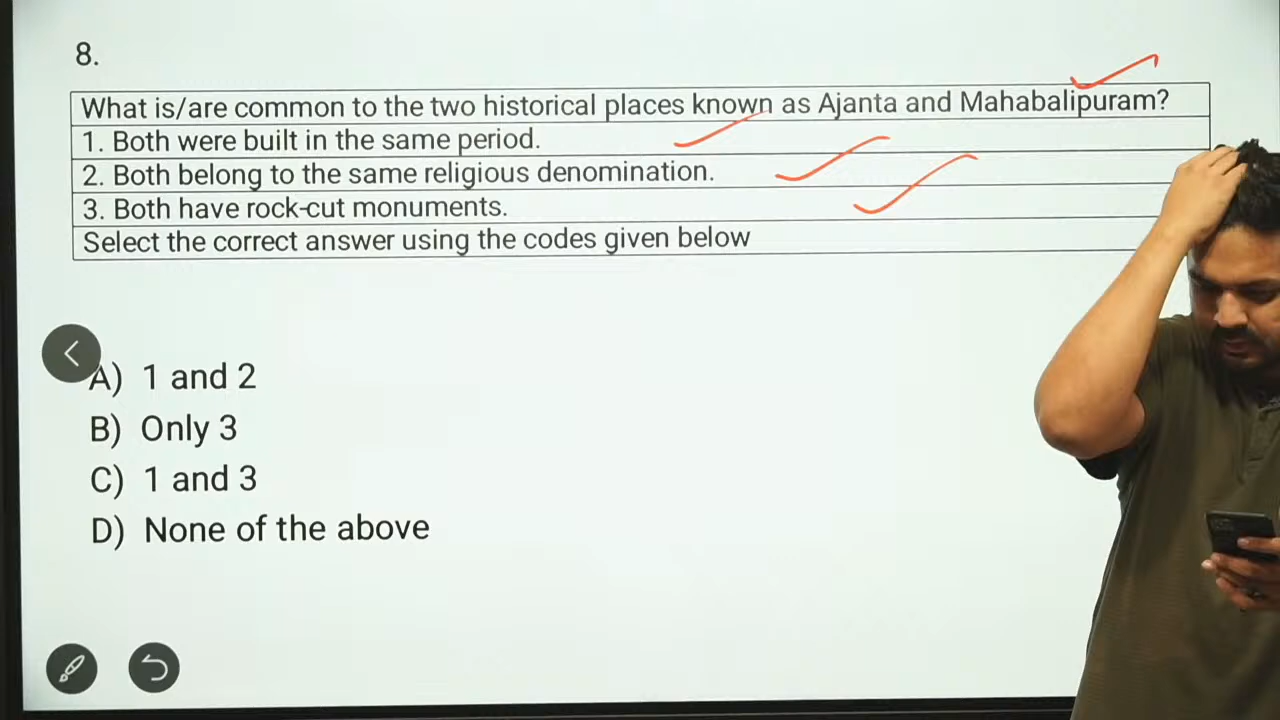 8.
What is/are common to the two historical places known as Ajanta and Mahabalipuram?
1. Both were built in the same period.
2. Both belong to the same religious denomination.
3. Both have rock-cut monuments.
Select the correct answer using the codes given below
A) 1 and 2
B) Only 3
C) 1 and 3
D) None of the above